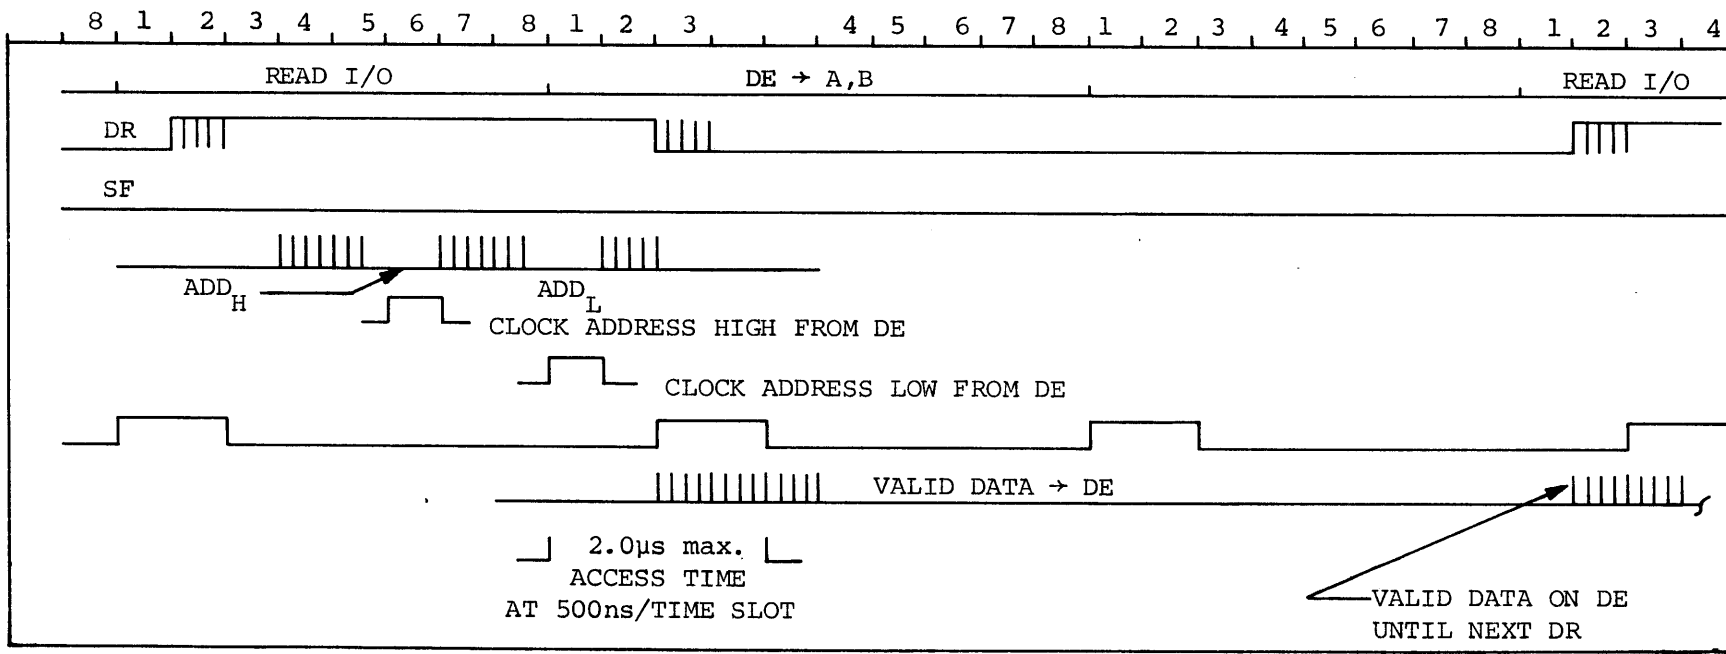 8 1 2 3 4 5 6 7 8 1 2 3 4 5 6 7 8 1 2 3 4 5 6 7 8 1 2 3 4
READ I/O DE → A,B READ I/O
DR
SF
ADD_H ADD_L
CLOCK ADDRESS HIGH FROM DE
CLOCK ADDRESS LOW FROM DE
VALID DATA → DE
2.0µs max.
ACCESS TIME
AT 500ns/TIME SLOT
VALID DATA ON DE
UNTIL NEXT DR